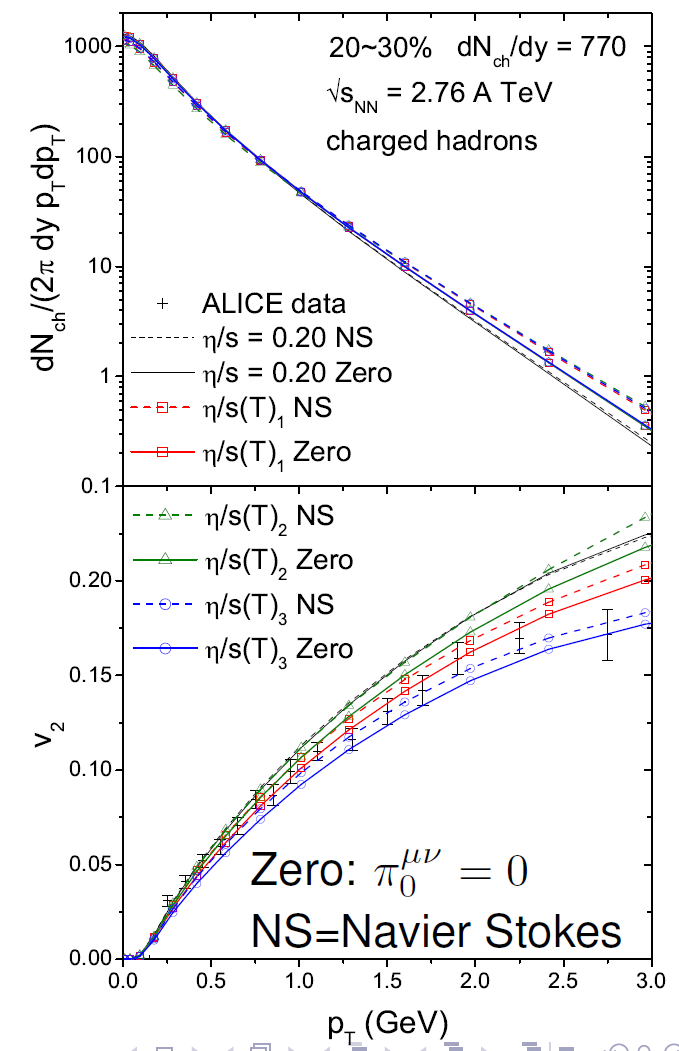 1000
100
10
1
0.1
dN_ch/(2π dy p_T dp_T)
20~30% dN_ch/dy = 770
√s_NN = 2.76 A TeV
charged hadrons
ALICE data
η/s = 0.20 NS
η/s = 0.20 Zero
η/s(T)_1 NS
η/s(T)_1 Zero
η/s(T)_2 NS
η/s(T)_2 Zero
η/s(T)_3 NS
η/s(T)_3 Zero
0.20
0.15
0.10
0.05
0.00
v_2
Zero: π_0^{μν} = 0
NS=Navier Stokes
0.0 0.5 1.0 1.5 2.0 2.5 3.0
p_T (GeV)